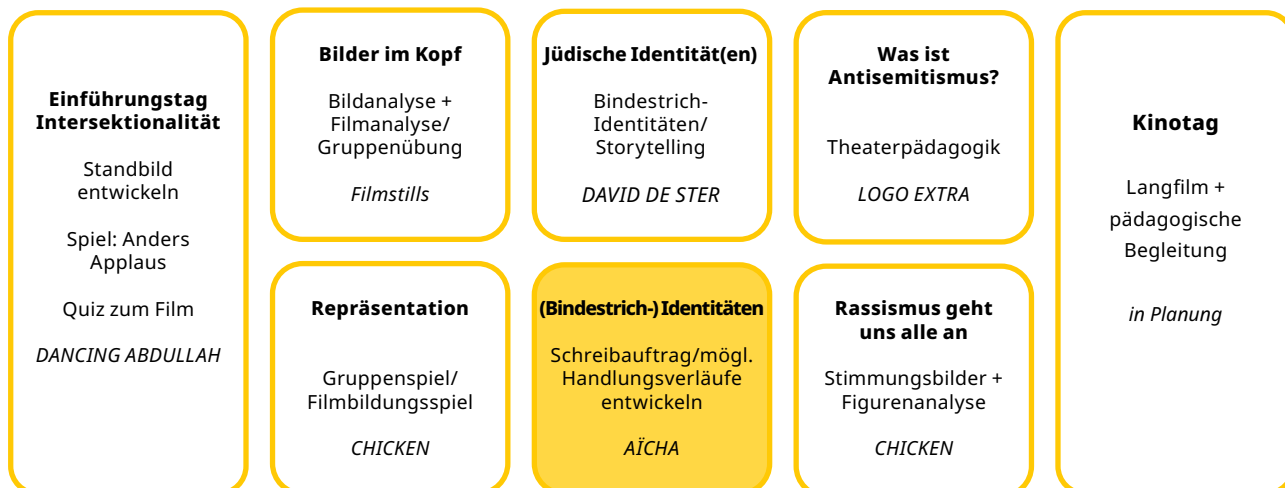 Einführungstag
Intersektionalität
Standbild
entwickeln
Spiel: Anders
Applaus
Quiz zum Film
DANCING ABDULLAH
Bilder im Kopf
Bildanalyse +
Filmanalyse/
Gruppenübung
Filmstills
Jüdische Identität(en)
Bindestrich-
Identitäten/
Storytelling
DAVID DE STER
Was ist
Antisemitismus?
Theaterpädagogik
LOGO EXTRA
Repräsentation
Gruppenspiel/
Filmbildungsspiel
CHICKEN
(Bindestrich-) Identitäten
Schreibauftrag/mögl.
Handlungsverläufe
entwickeln
AÏCHA
Rassismus geht
uns alle an
Stimmungsbilder +
Figurenanalyse
CHICKEN
Kinotag
Langfilm +
pädagogische
Begleitung
in Planung